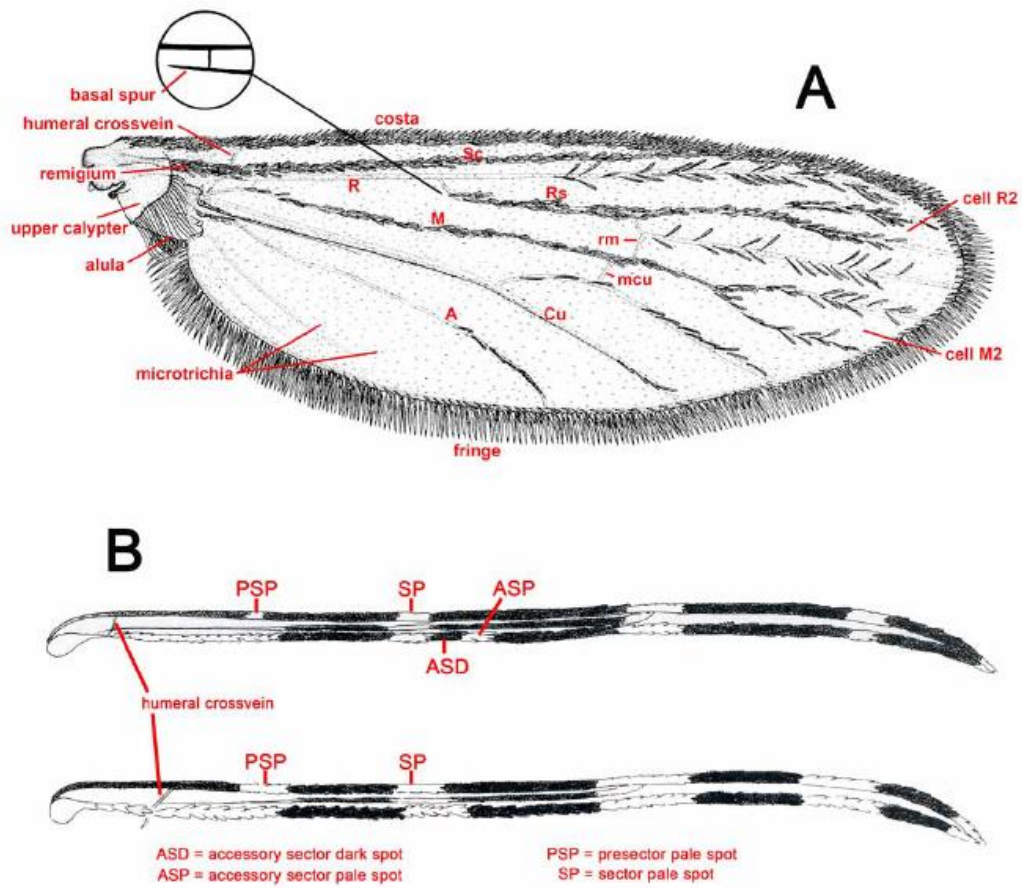 A
basal spur
humeral crossvein
costa
Sc
remigium
R
Rs
cell R2
upper calypter
M
rm
alula
mcu
A
Cu
microtrichia
cell M2
fringe
B
PSP
SP
ASP
ASD
humeral crossvein
PSP
SP
ASD = accessory sector dark spot
PSP = presector pale spot
ASP = accessory sector pale spot
SP = sector pale spot